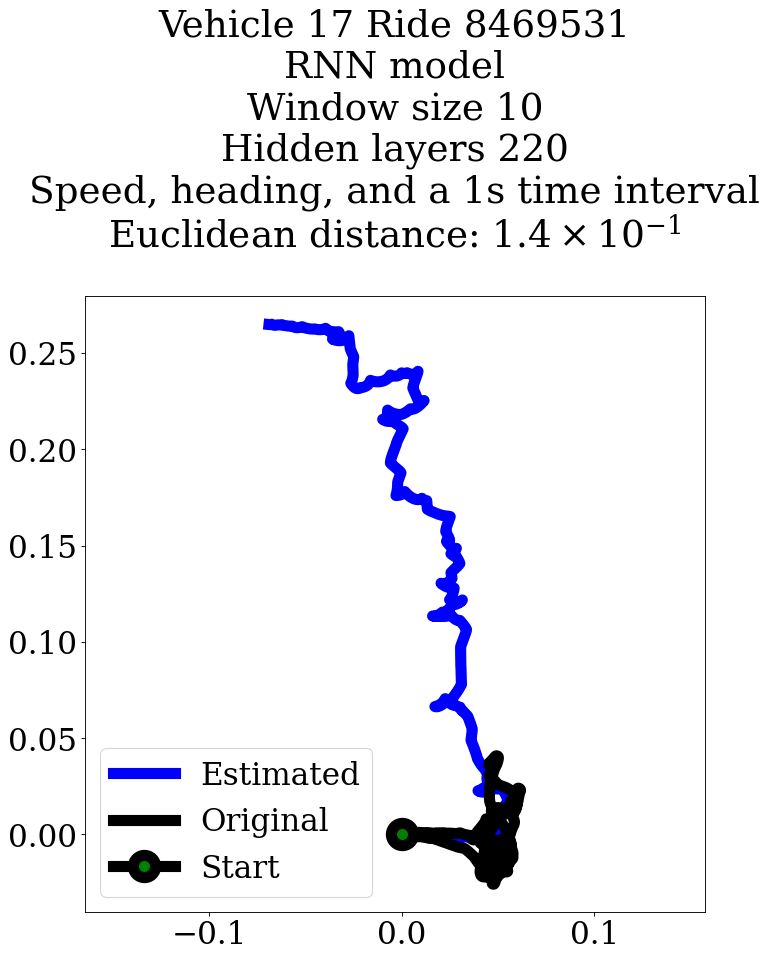 Vehicle 17 Ride 8469531
RNN model
Window size 10
Hidden layers 220
Speed, heading, and a 1s time interval
Euclidean distance: 1.4 × 10⁻¹
0.25
0.20
0.15
0.10
0.05
0.00
Estimated
Original
Start
−0.1
0.0
0.1